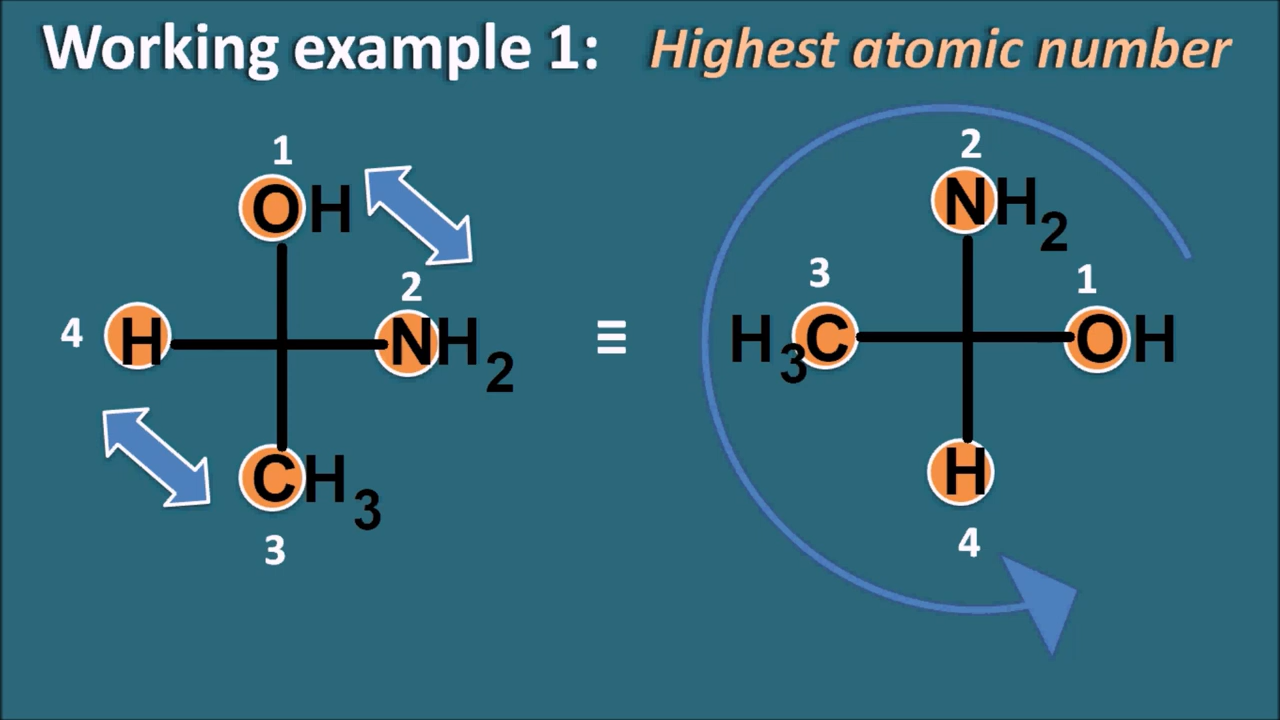 Working example 1: Highest atomic number
1
OH
2
4 H NH2
CH3
3
≡
2
NH2
3 1
H3C OH
H
4